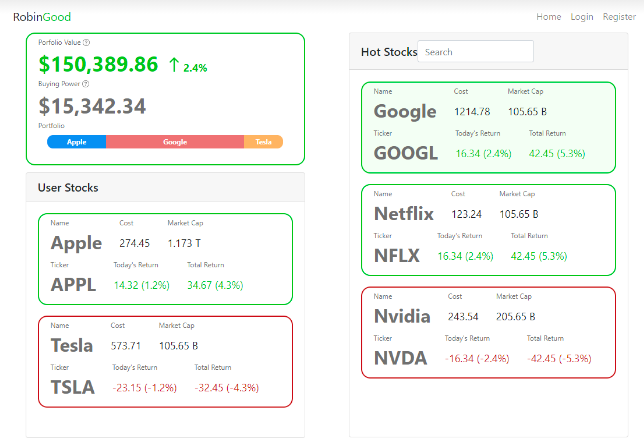 RobinGood
Home Login Register
Porfolio Value
$150,389.86 ↑ 2.4%
Buying Power
$15,342.34
Portfolio
Apple Google Tesla
User Stocks
Name Cost Market Cap
Apple 274.45 1.173 T
Ticker Today's Return Total Return
APPL 14.32 (1.2%) 34.67 (4.3%)
Name Cost Market Cap
Tesla 573.71 105.65 B
Ticker Today's Return Total Return
TSLA -23.15 (-1.2%) -32.45 (-4.3%)
Hot Stocks Search
Name Cost Market Cap
Google 1214.78 105.65 B
Ticker Today's Return Total Return
GOOGL 16.34 (2.4%) 42.45 (5.3%)
Name Cost Market Cap
Netflix 123.24 105.65 B
Ticker Today's Return Total Return
NFLX 16.34 (2.4%) 42.45 (5.3%)
Name Cost Market Cap
Nvidia 243.54 205.65 B
Ticker Today's Return Total Return
NVDA -16.34 (-2.4%) -42.45 (-5.3%)